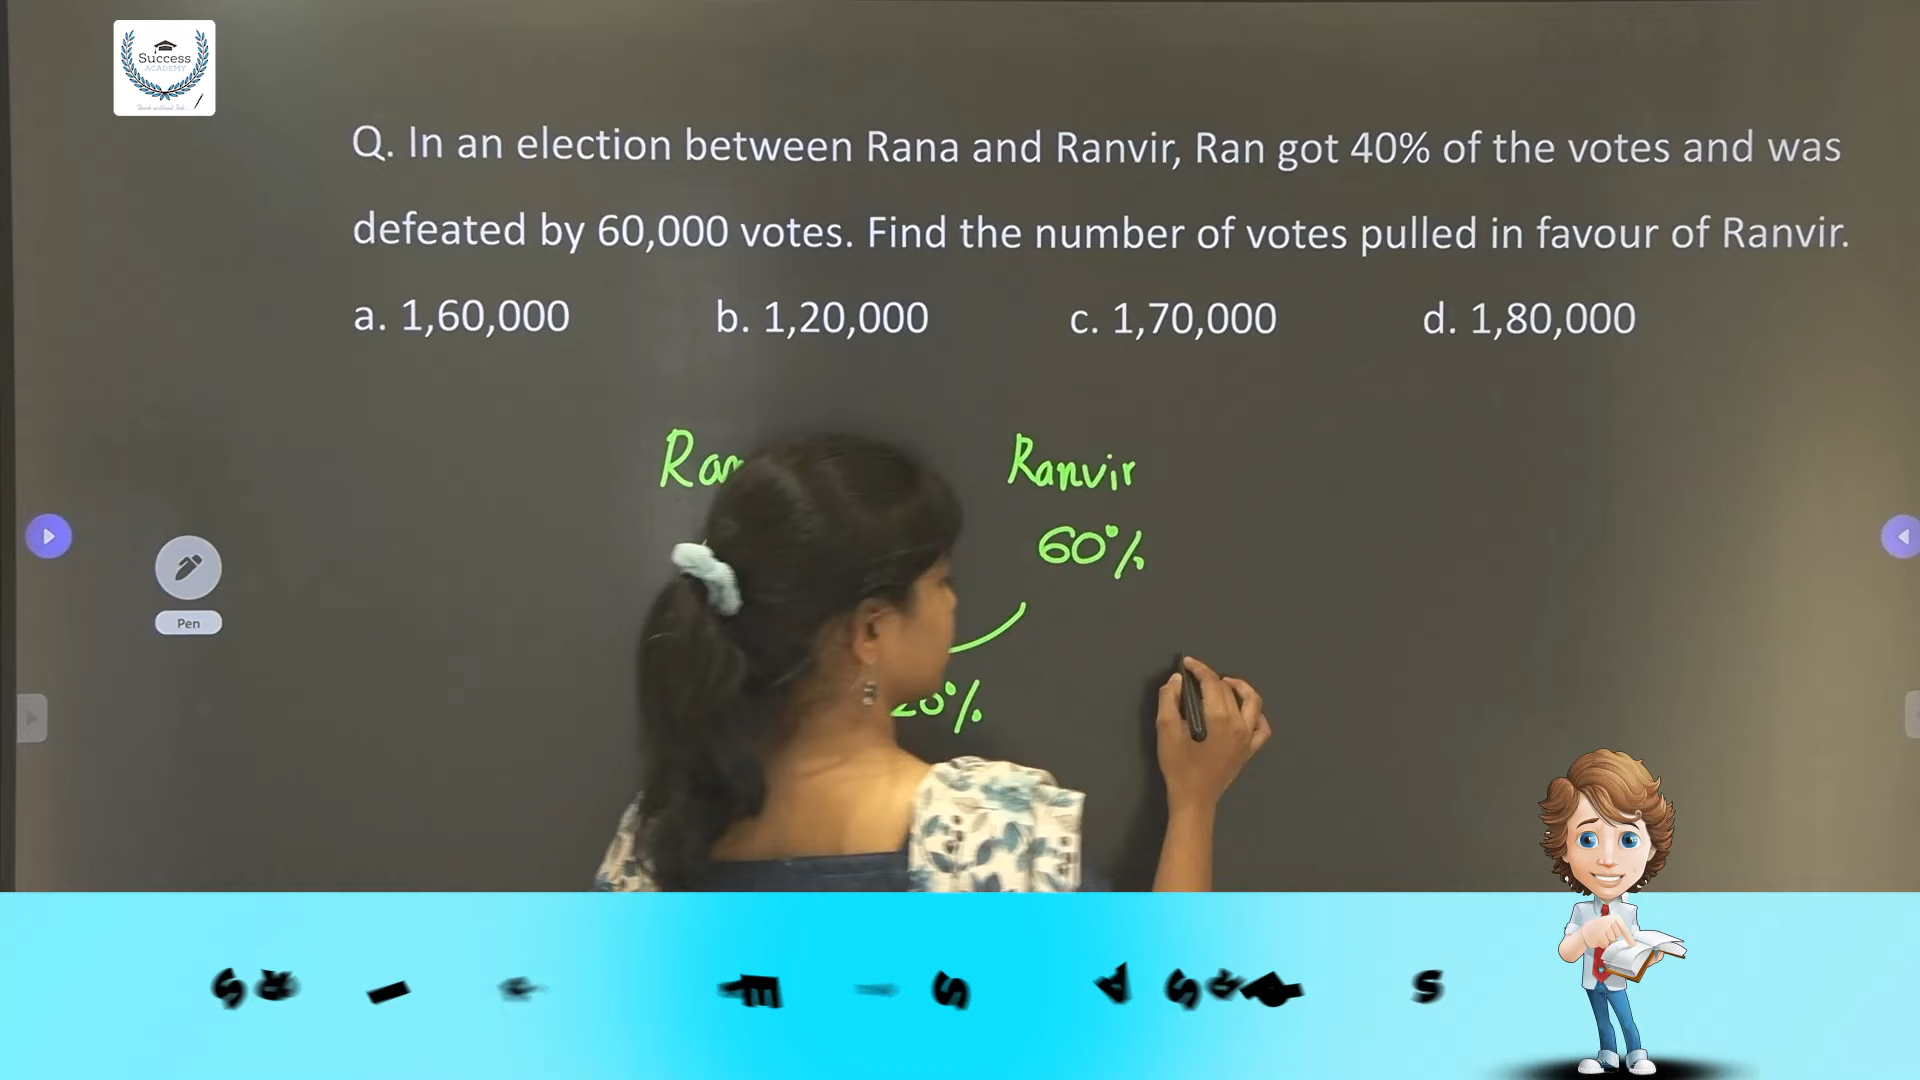 Success
ACADEMY
Q. In an election between Rana and Ranvir, Ran got 40% of the votes and was
defeated by 60,000 votes. Find the number of votes pulled in favour of Ranvir.
a. 1,60,000 b. 1,20,000 c. 1,70,000 d. 1,80,000
Ranvir
60%
20%
Pen